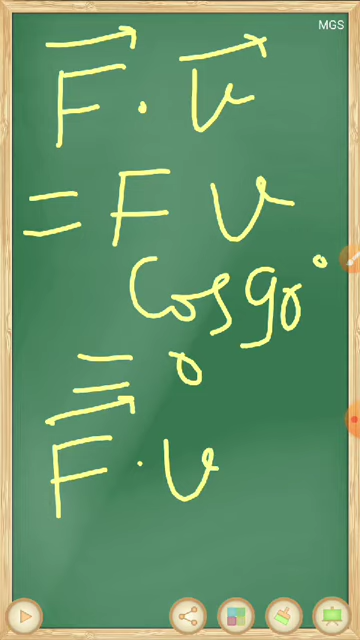 MGS
F⃗ · v⃗
= F v
Cos 90°
= 0
F⃗ · v